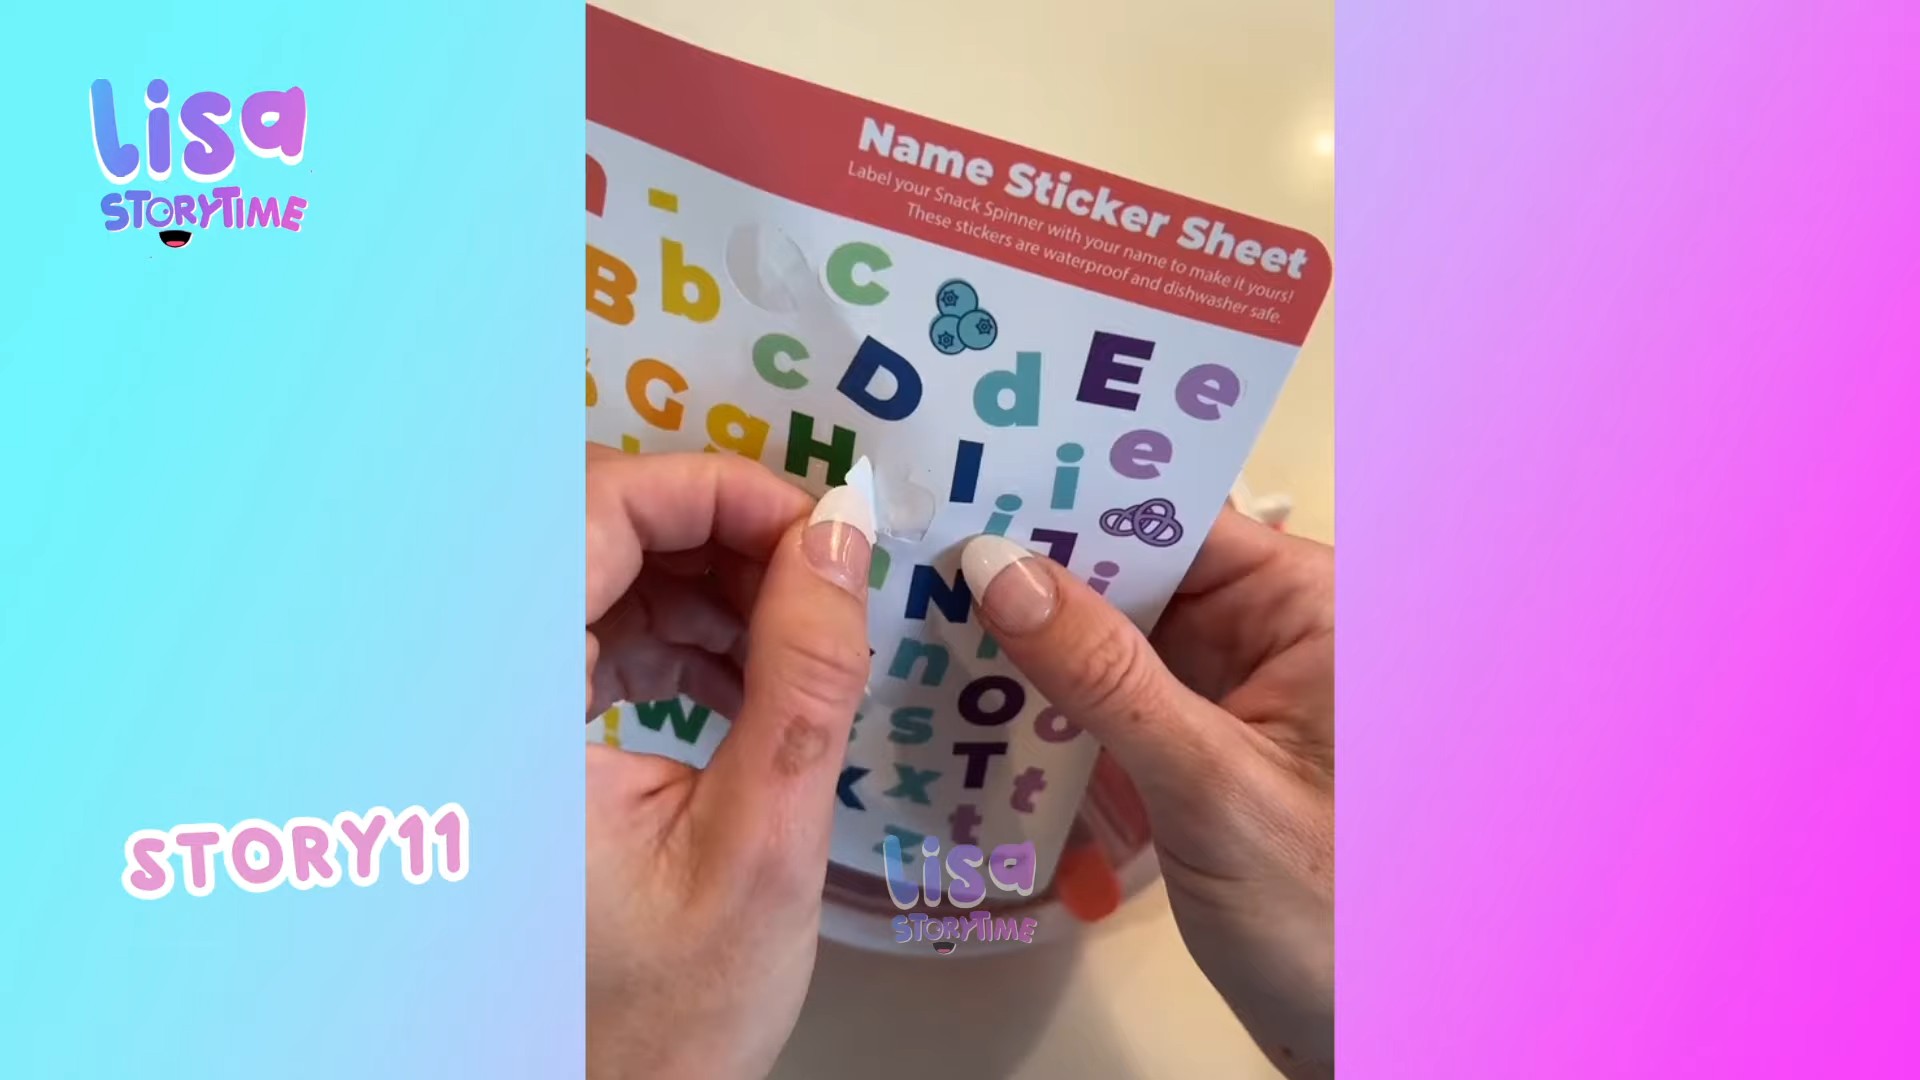 Lisa
STORYTIME
Name Sticker Sheet
Label your Snack Spinner with your name to make it yours!
These stickers are waterproof and dishwasher safe.
- C
B b E e
c D d
G g H I i e
i J j
N
n
O o
s
W T t
x
t
z
STORY11
Lisa
STORYTIME